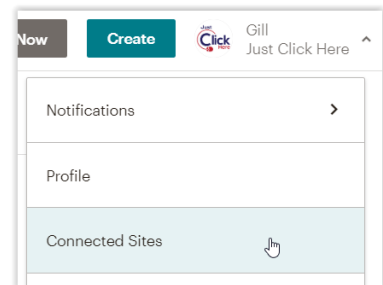 Now
Create
Just
Click
Here
Gill
Just Click Here
Notifications
Profile
Connected Sites